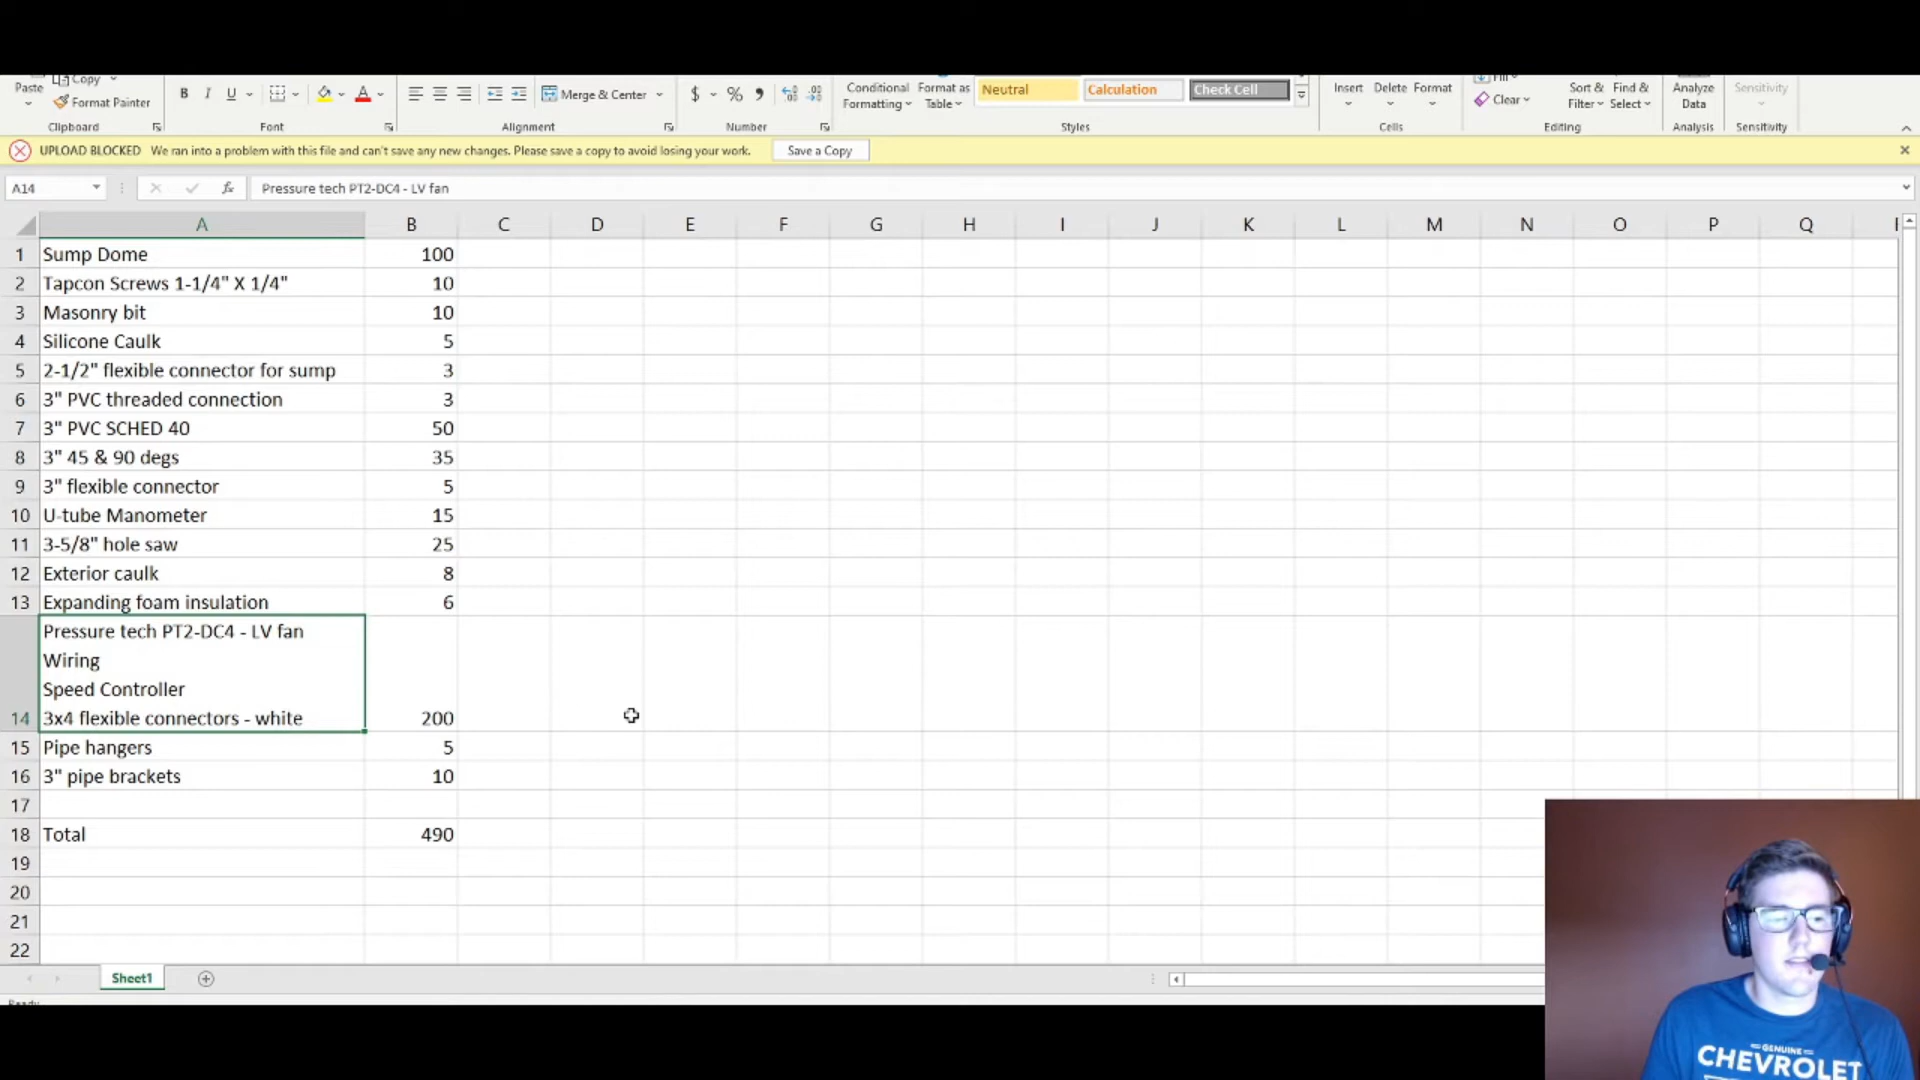 Paste
Copy
Format Painter
B I U
Merge & Center
$ % 9
Conditional Formatting
Format as Table
Neutral
Calculation
Check Cell
Insert
Delete
Format
Fill
Clear
Sort & Filter
Find & Select
Analyze Data
Sensitivity
Clipboard
Font
Alignment
Number
Styles
Cells
Editing
Analysis
Sensitivity
UPLOAD BLOCKED We ran into a problem with this file and can't save any new changes. Please save a copy to avoid losing your work. Save a Copy
A14 fx Pressure tech PT2-DC4 - LV fan
A B C D E F G H I J K L M N O P Q
1 Sump Dome 100
2 Tapcon Screws 1-1/4" X 1/4" 10
3 Masonry bit 10
4 Silicone Caulk 5
5 2-1/2" flexible connector for sump 3
6 3" PVC threaded connection 3
7 3" PVC SCHED 40 50
8 3" 45 & 90 degs 35
9 3" flexible connector 5
10 U-tube Manometer 15
11 3-5/8" hole saw 25
12 Exterior caulk 8
13 Expanding foam insulation 6
Pressure tech PT2-DC4 - LV fan
Wiring
Speed Controller
14 3x4 flexible connectors - white 200
15 Pipe hangers 5
16 3" pipe brackets 10
17
18 Total 490
19
20
21
22
Sheet1
GENUINE
CHEVROLET